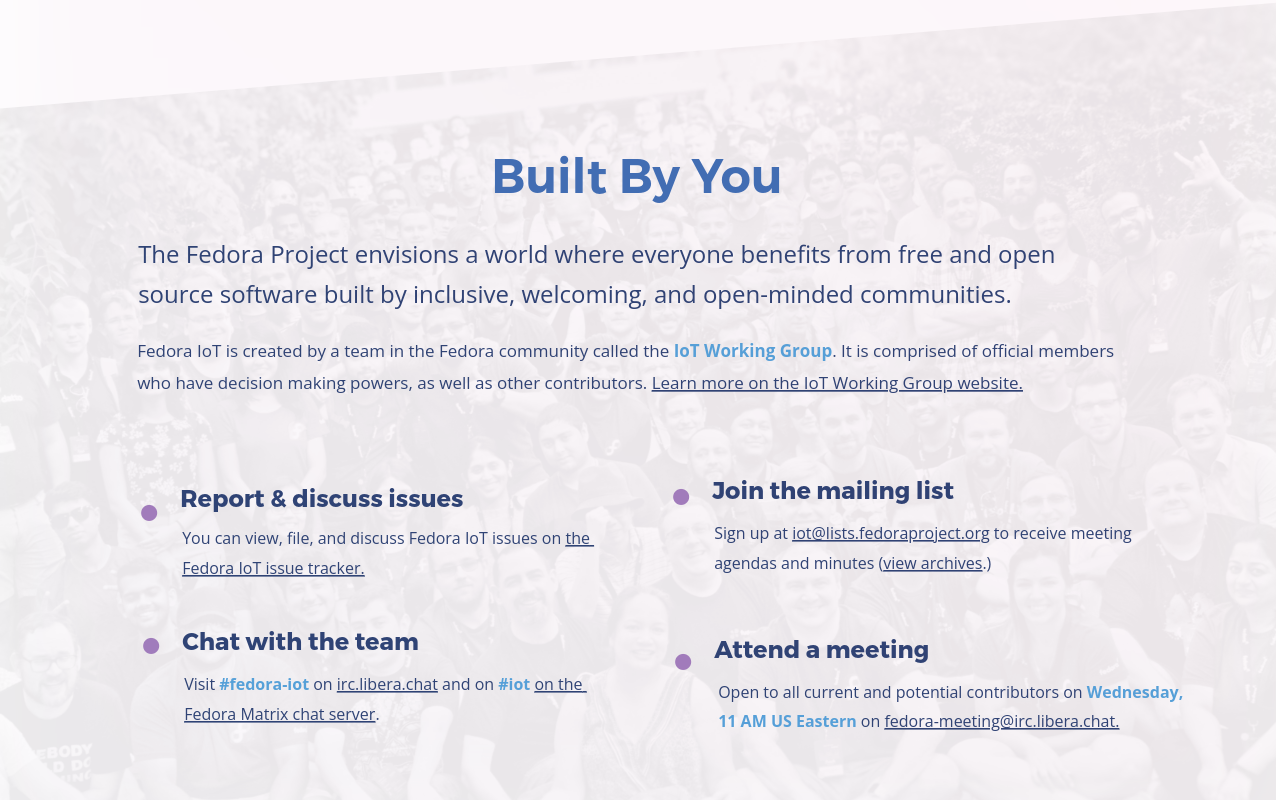 Built By You
The Fedora Project envisions a world where everyone benefits from free and open
source software built by inclusive, welcoming, and open-minded communities.
Fedora IoT is created by a team in the Fedora community called the IoT Working Group. It is comprised of official members
who have decision making powers, as well as other contributors. Learn more on the IoT Working Group website.
Report & discuss issues
You can view, file, and discuss Fedora IoT issues on the
Fedora IoT issue tracker.
Join the mailing list
Sign up at iot@lists.fedoraproject.org to receive meeting
agendas and minutes (view archives.)
Chat with the team
Visit #fedora-iot on irc.libera.chat and on #iot on the
Fedora Matrix chat server.
Attend a meeting
Open to all current and potential contributors on Wednesday,
11 AM US Eastern on fedora-meeting@irc.libera.chat.